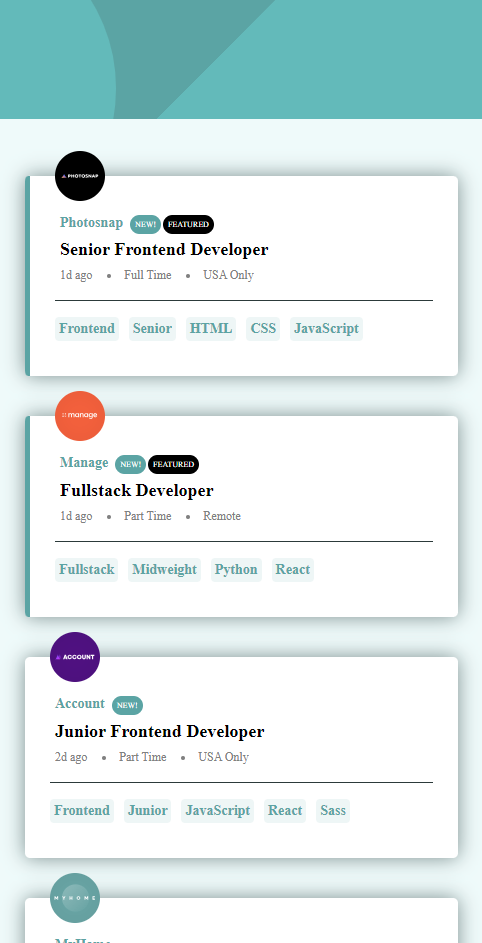 PHOTOSNAP
Photosnap NEW! FEATURED
Senior Frontend Developer
1d ago • Full Time • USA Only
Frontend Senior HTML CSS JavaScript
manage
Manage NEW! FEATURED
Fullstack Developer
1d ago • Part Time • Remote
Fullstack Midweight Python React
ACCOUNT
Account NEW!
Junior Frontend Developer
2d ago • Part Time • USA Only
Frontend Junior JavaScript React Sass
MYHOME
MyHome